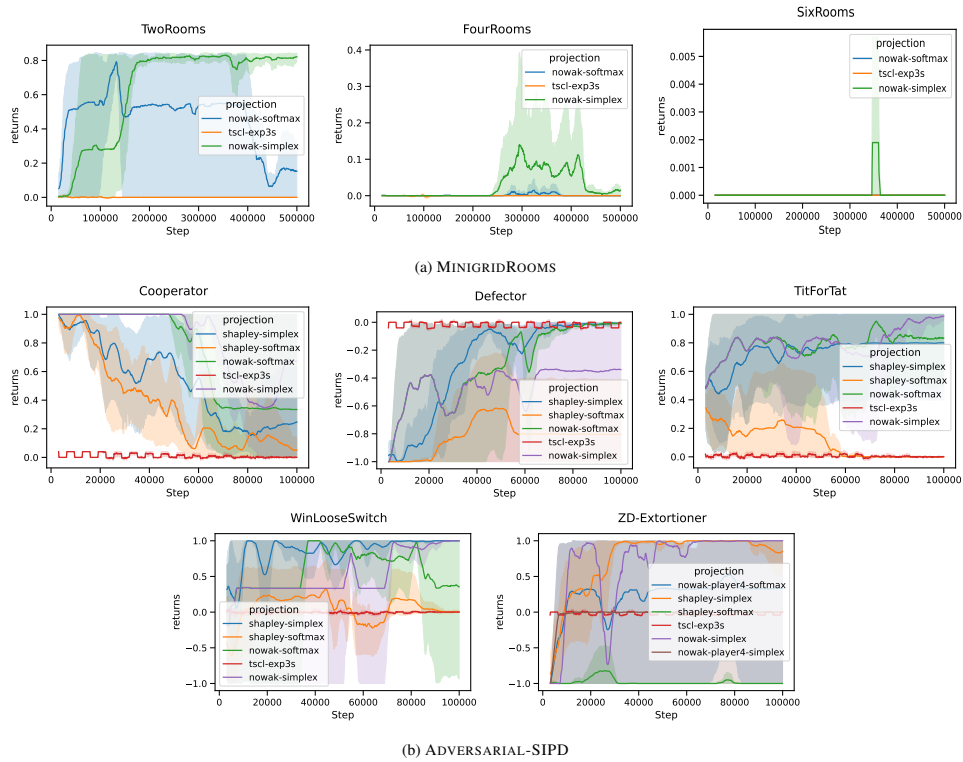 TwoRooms
0.8
0.6
0.4
0.2
0.0
returns
100000 200000 300000 400000 500000
Step
projection
nowak-softmax
tscl-exp3s
nowak-simplex
FourRooms
0.4
0.3
0.2
0.1
0.0
returns
0 100000 200000 300000 400000 500000
Step
projection
nowak-softmax
tscl-exp3s
nowak-simplex
SixRooms
0.005
0.004
0.003
0.002
0.001
0.000
returns
0 100000 200000 300000 400000 500000
Step
projection
nowak-softmax
tscl-exp3s
nowak-simplex
(a) MINIGRIDROOMS
Cooperator
1.0
0.8
0.6
0.4
0.2
0.0
returns
0 20000 40000 60000 80000 100000
Step
projection
shapley-simplex
shapley-softmax
nowak-softmax
tscl-exp3s
nowak-simplex
Defector
0.0
−0.2
−0.4
−0.6
−0.8
−1.0
returns
0 20000 40000 60000 80000 100000
Step
projection
shapley-simplex
shapley-softmax
nowak-softmax
tscl-exp3s
nowak-simplex
TitForTat
1.0
0.8
0.6
0.4
0.2
0.0
returns
0 20000 40000 60000 80000 100000
Step
projection
shapley-simplex
shapley-softmax
nowak-softmax
tscl-exp3s
nowak-simplex
WinLooseSwitch
1.0
0.5
0.0
−0.5
−1.0
returns
0 20000 40000 60000 80000 100000
Step
projection
shapley-simplex
shapley-softmax
nowak-softmax
tscl-exp3s
nowak-simplex
ZD-Extortioner
1.0
0.5
0.0
−0.5
−1.0
returns
0 20000 40000 60000 80000 100000
Step
projection
nowak-player4-softmax
shapley-simplex
shapley-softmax
tscl-exp3s
nowak-simplex
nowak-player4-simplex
(b) ADVERSARIAL-SIPD